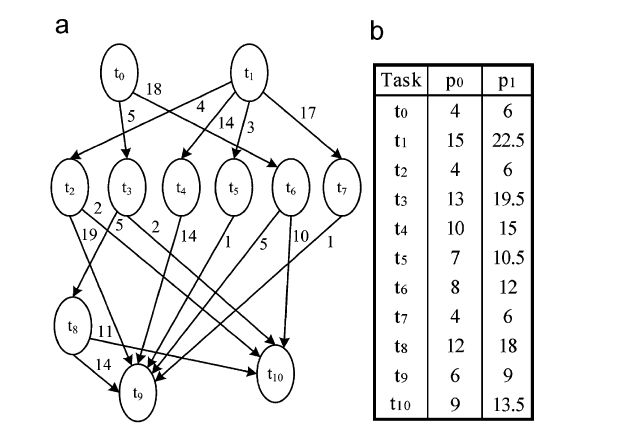 a
b
t0
t1
18
5
4
14
3
17
t2
t3
t4
t5
t6
t7
2
19
5
2
14
1
5
10
1
t8
11
14
t9
t10
Task p0 p1
t0 4 6
t1 15 22.5
t2 4 6
t3 13 19.5
t4 10 15
t5 7 10.5
t6 8 12
t7 4 6
t8 12 18
t9 6 9
t10 9 13.5